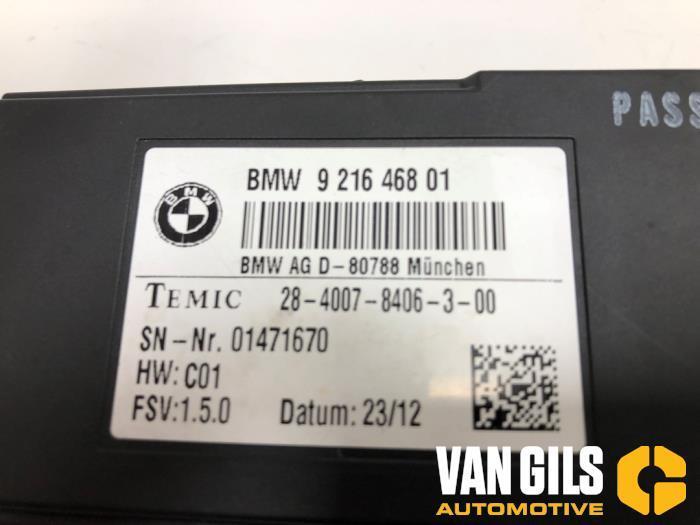 PASS
BMW 9 216 468 01
BMW
BMW AG D-80788 München
TEMIC 28-4007-8406-3-00
SN-Nr. 01471670
HW: C01
FSV:1.5.0 Datum: 23/12
VAN GILS
AUTOMOTIVE